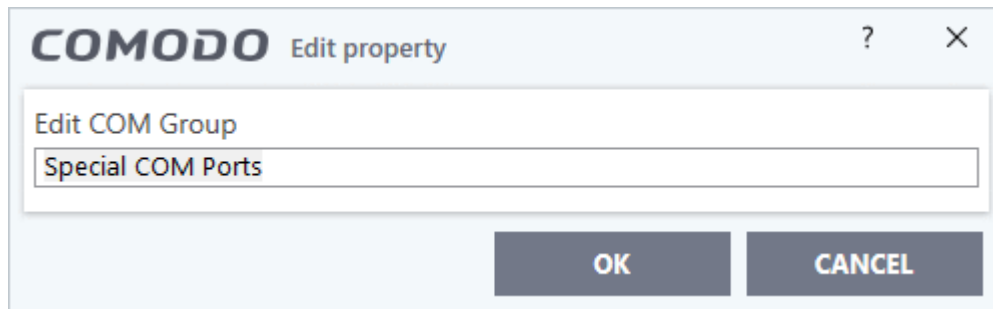 COMODO Edit property ? ×
Edit COM Group
Special COM Ports
OK CANCEL